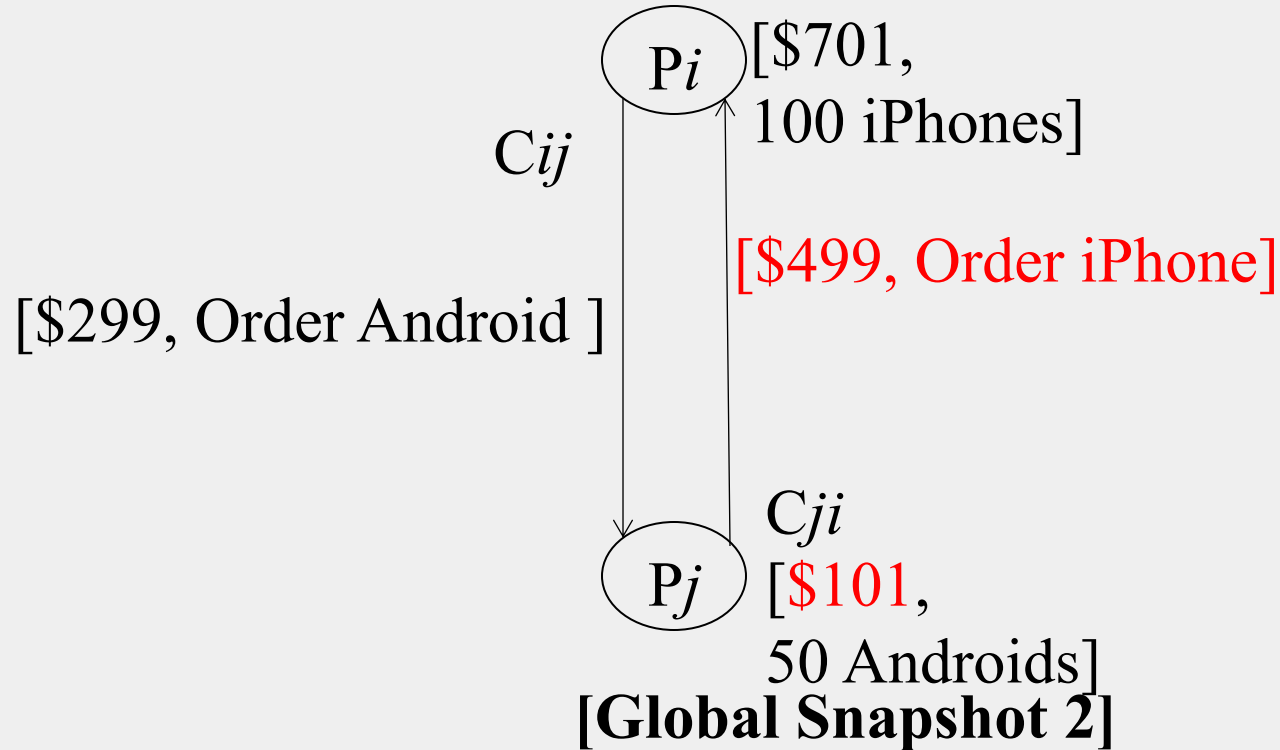 Pi
[$701,
100 iPhones]
Cij
[$499, Order iPhone]
[$299, Order Android ]
Cji
Pj
[$101,
50 Androids]
[Global Snapshot 2]